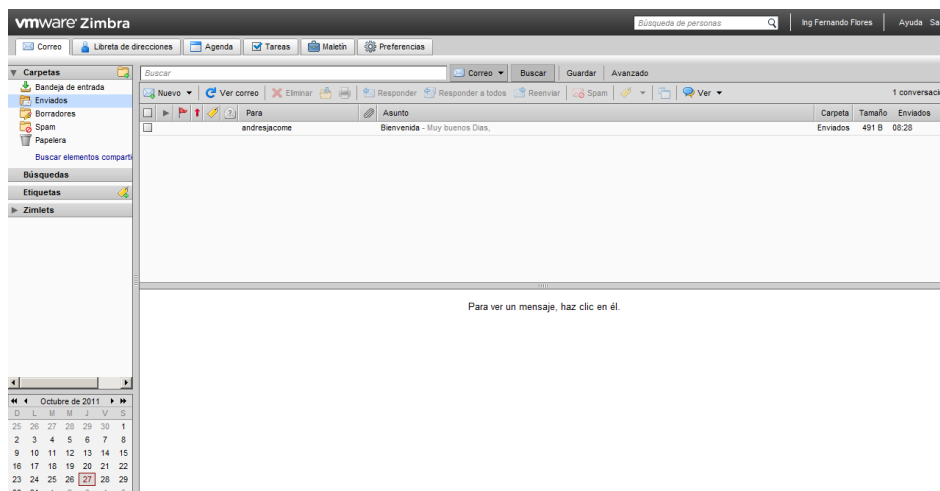 vmware Zimbra
Búsqueda de personas
Ing Fernando Flores
Ayuda Sa
Correo
Libreta de direcciones
Agenda
Tareas
Maletín
Preferencias
Carpetas
Bandeja de entrada
Enviados
Borradores
Spam
Papelera
Buscar elementos comparti
Búsquedas
Etiquetas
Zimlets
Buscar
Correo Buscar Guardar Avanzado
Nuevo Ver correo Eliminar Responder Responder a todos Reenviar Spam Ver 1 conversaci
Para Asunto Carpeta Tamaño Enviados
andresjacome Bienvenida - Muy buenos Dias, Enviados 491 B 08:28
Para ver un mensaje, haz clic en él.
Octubre de 2011
D L M M J V S
25 26 27 28 29 30 1
2 3 4 5 6 7 8
9 10 11 12 13 14 15
16 17 18 19 20 21 22
23 24 25 26 27 28 29